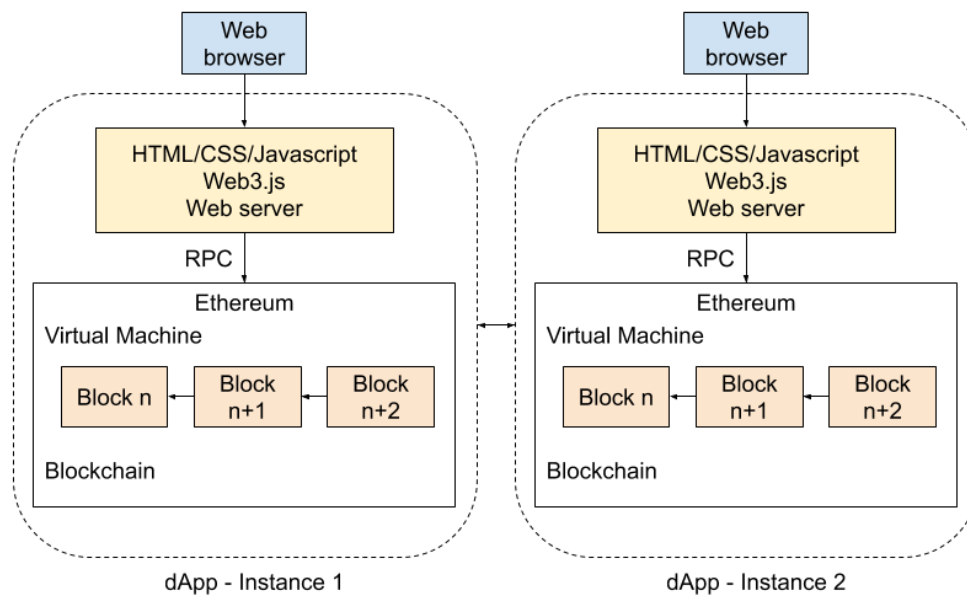 Web
browser
HTML/CSS/Javascript
Web3.js
Web server
RPC
Ethereum
Virtual Machine
Block n
Block
n+1
Block
n+2
Blockchain
dApp - Instance 1
Web
browser
HTML/CSS/Javascript
Web3.js
Web server
RPC
Ethereum
Virtual Machine
Block n
Block
n+1
Block
n+2
Blockchain
dApp - Instance 2